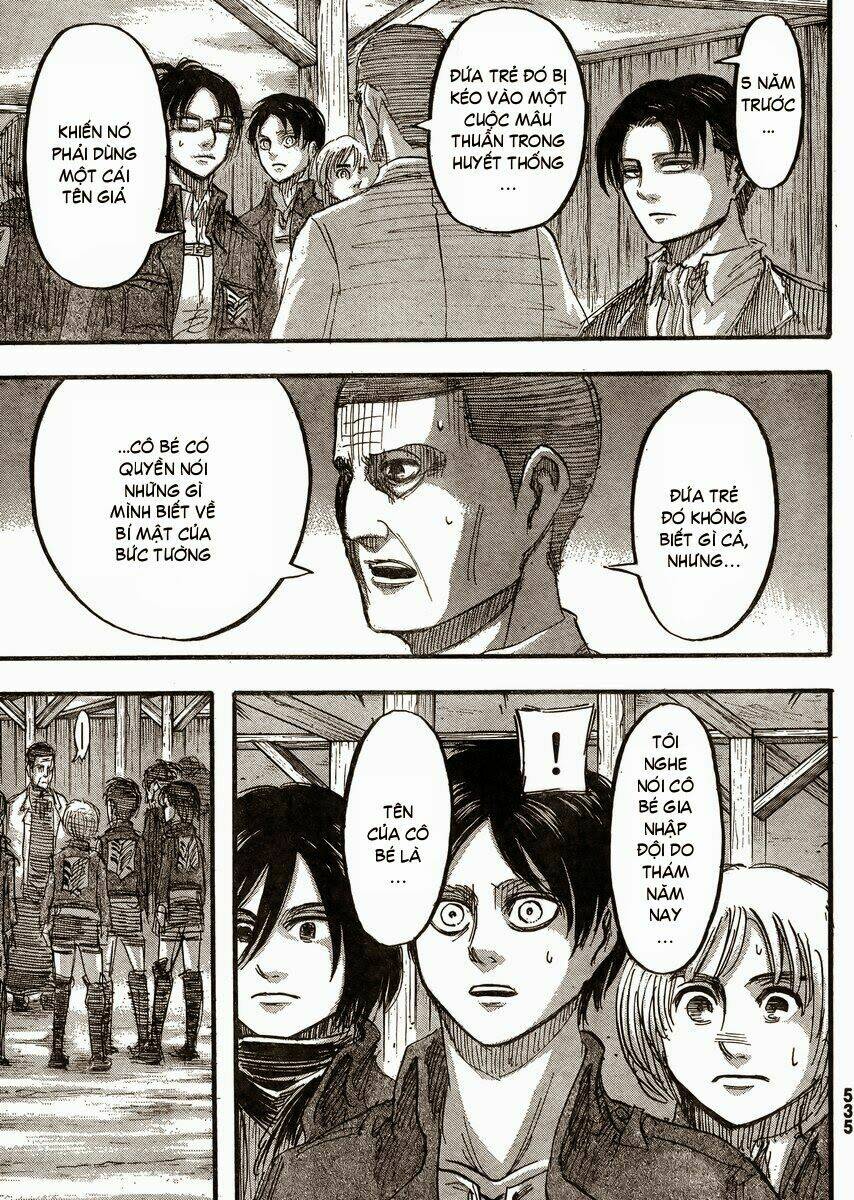 5 NĂM
TRƯỚC
...
ĐỨA TRẺ ĐÓ BỊ
KÉO VÀO MỘT
CUỘC MÂU
THUẪN TRONG
HUYẾT THỐNG
...
KHIẾN NÓ
PHẢI DÙNG
MỘT CÁI
TÊN GIẢ
ĐỨA TRẺ
ĐÓ KHÔNG
BIẾT GÌ CẢ,
NHƯNG...
...CÔ BÉ CÓ
QUYỀN NÓI
NHỮNG GÌ
MÌNH BIẾT VỀ
BÍ MẬT CỦA
BỨC TƯỜNG
TÔI
NGHE
NÓI CÔ
BÉ GIA
NHẬP
ĐỘI DO
THÁM
NĂM
NAY
...
!
TÊN
CỦA CÔ
BÉ LÀ
...
535